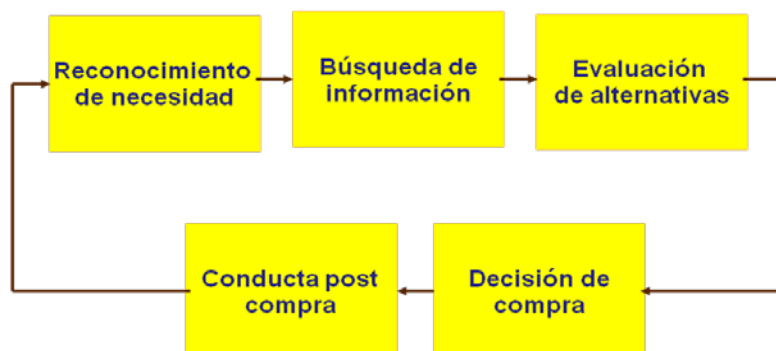 Reconocimiento
de necesidad
Búsqueda de
información
Evaluación
de alternativas
Conducta post
compra
Decisión de
compra